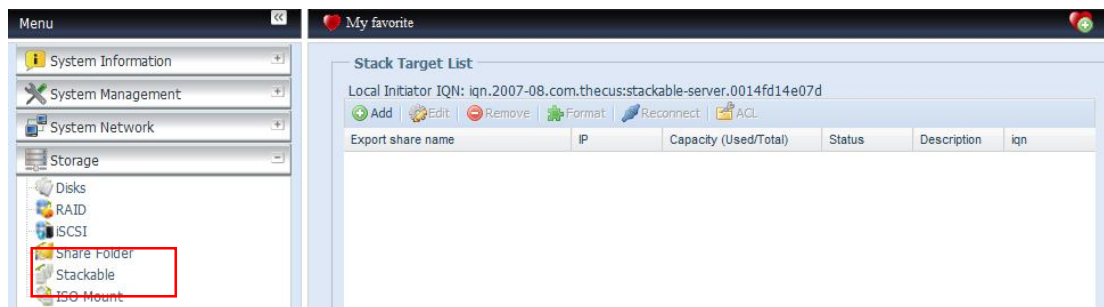 Menu
My favorite
System Information
System Management
System Network
Storage
Disks
RAID
iSCSI
Share Folder
Stackable
ISO Mount
Stack Target List
Local Initiator IQN: iqn.2007-08.com.thecus:stackable-server.0014fd14e07d
Add Edit Remove Format Reconnect ACL
Export share name IP Capacity (Used/Total) Status Description iqn